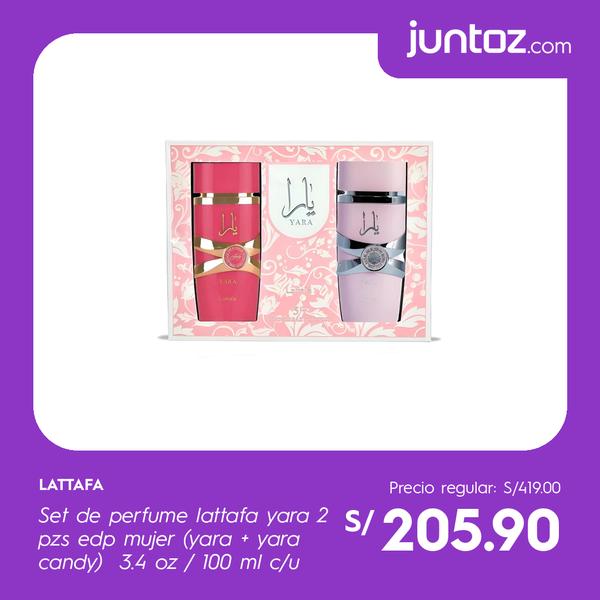 juntoz.com
يارا
YARA
يارا
يارا
YARA
LATTAFA
Precio regular: S/419.00
Set de perfume lattafa yara 2
pzs edp mujer (yara + yara
candy) 3.4 oz / 100 ml c/u
S/ 205.90